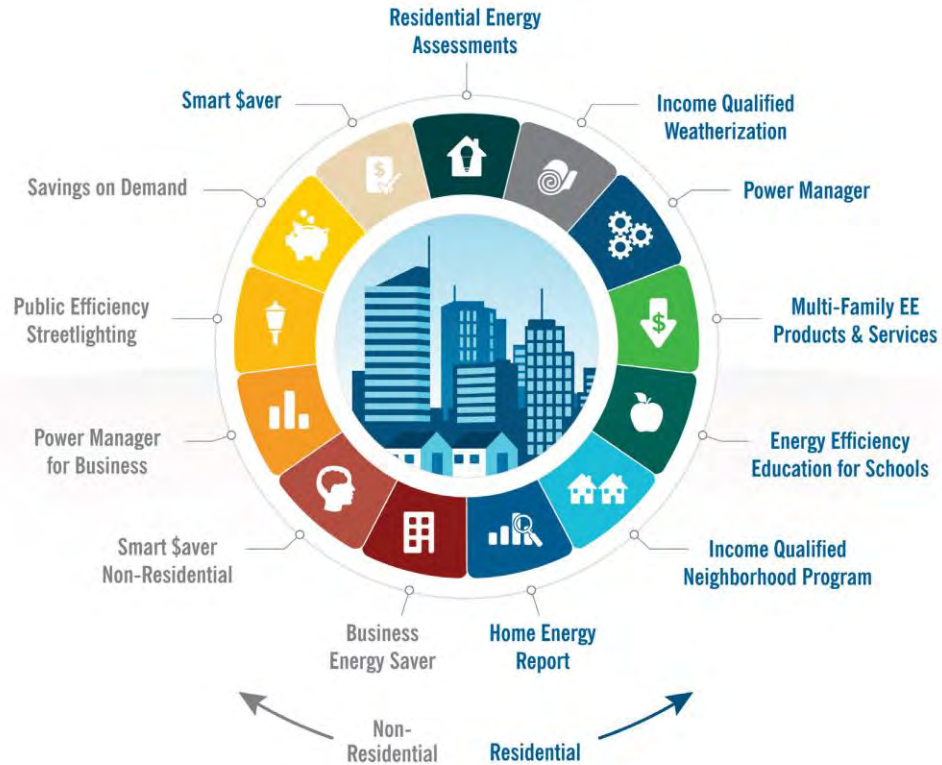 Residential Energy
Assessments
Smart $aver
Income Qualified
Weatherization
Savings on Demand
Power Manager
Public Efficiency
Streetlighting
Multi-Family EE
Products & Services
Power Manager
for Business
Energy Efficiency
Education for Schools
Smart $aver
Non-Residential
Income Qualified
Neighborhood Program
Business
Energy Saver
Home Energy
Report
Non-
Residential
Residential
$
$